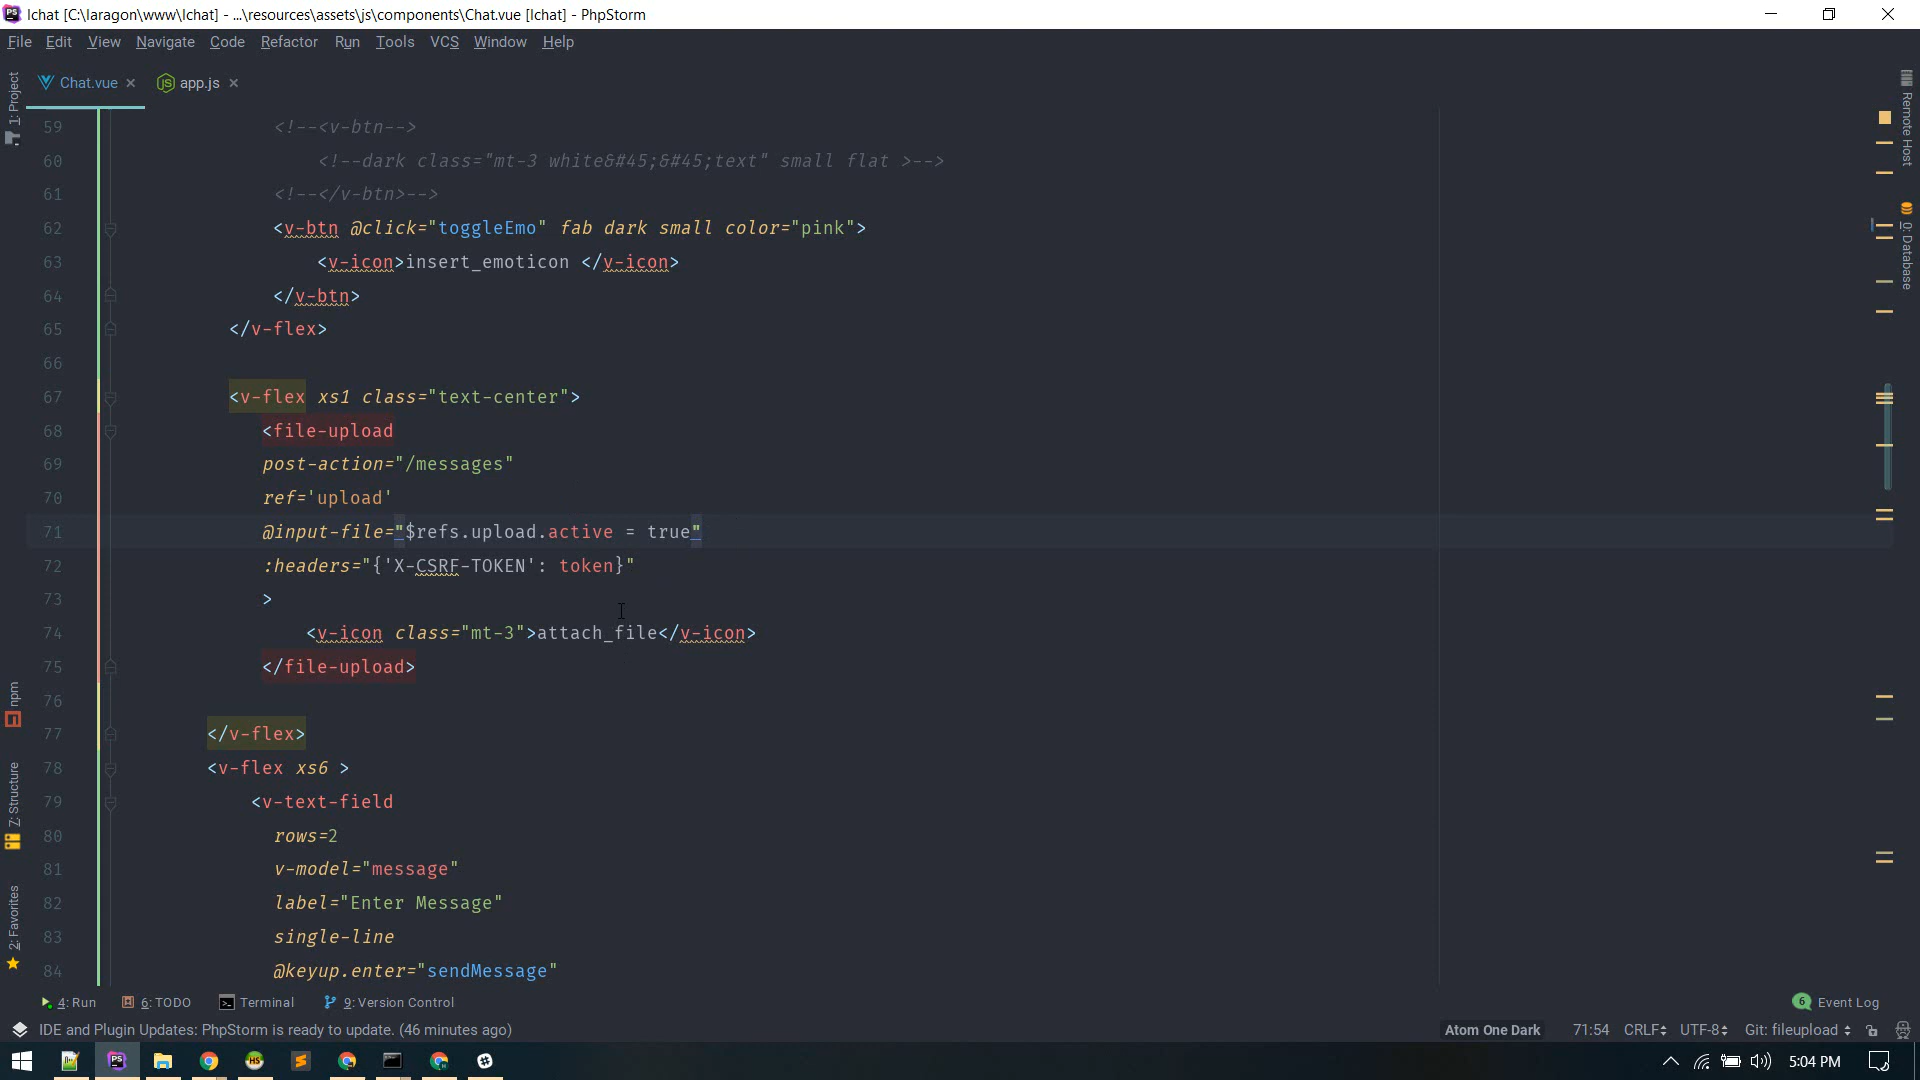 lchat [C:\laragon\www\lchat] - ...\resources\assets\js\components\Chat.vue [lchat] - PhpStorm
File Edit View Navigate Code Refactor Run Tools VCS Window Help
Chat.vue app.js
1: Project
Remote Host
0: Database
npm
7: Structure
2: Favorites
59 <!--<v-btn-->
60 <!--dark class="mt-3 white&#45;&#45;text" small flat >-->
61 <!--</v-btn>-->
62 <v-btn @click="toggleEmo" fab dark small color="pink">
63 <v-icon>insert_emoticon </v-icon>
64 </v-btn>
65 </v-flex>
66
67 <v-flex xs1 class="text-center">
68 <file-upload
69 post-action="/messages"
70 ref='upload'
71 @input-file="$refs.upload.active = true"
72 :headers="{'X-CSRF-TOKEN': token}"
73 >
74 <v-icon class="mt-3">attach_file</v-icon>
75 </file-upload>
76
77 </v-flex>
78 <v-flex xs6 >
79 <v-text-field
80 rows=2
81 v-model="message"
82 label="Enter Message"
83 single-line
84 @keyup.enter="sendMessage"
4: Run 6: TODO Terminal 9: Version Control 6 Event Log
IDE and Plugin Updates: PhpStorm is ready to update. (46 minutes ago) Atom One Dark 71:54 CRLF UTF-8 Git: fileupload
5:04 PM